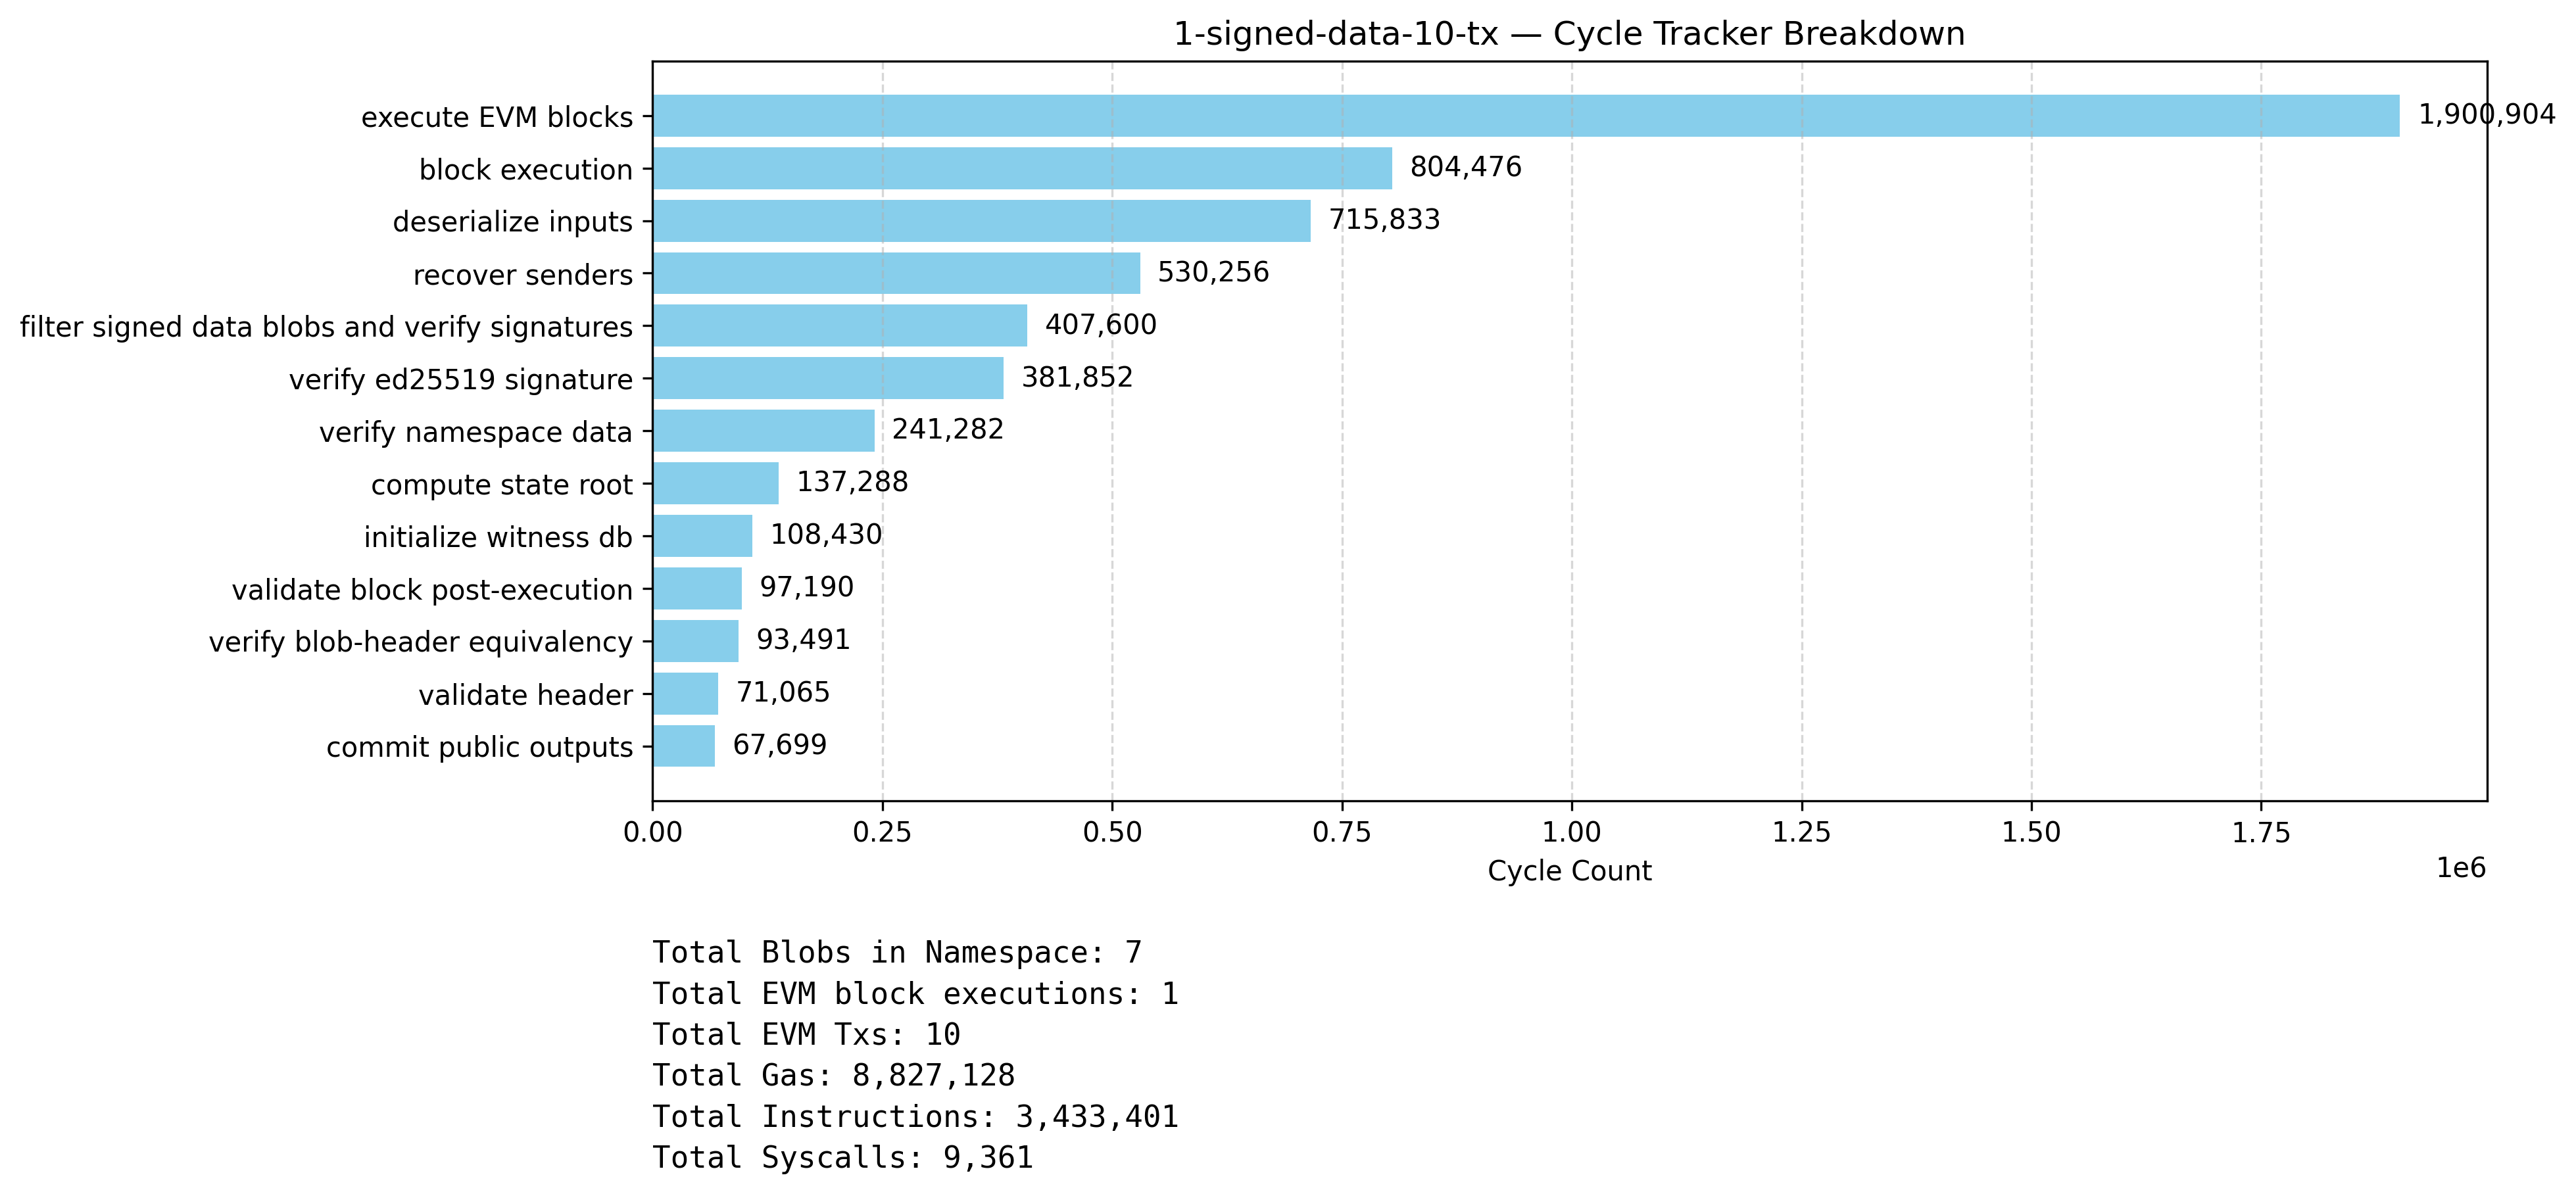 1-signed-data-10-tx — Cycle Tracker Breakdown
execute EVM blocks 1,900,904
block execution 804,476
deserialize inputs 715,833
recover senders 530,256
filter signed data blobs and verify signatures 407,600
verify ed25519 signature 381,852
verify namespace data 241,282
compute state root 137,288
initialize witness db 108,430
validate block post-execution 97,190
verify blob-header equivalency 93,491
validate header 71,065
commit public outputs 67,699
0.00 0.25 0.50 0.75 1.00 1.25 1.50 1.75
Cycle Count 1e6
Total Blobs in Namespace: 7
Total EVM block executions: 1
Total EVM Txs: 10
Total Gas: 8,827,128
Total Instructions: 3,433,401
Total Syscalls: 9,361